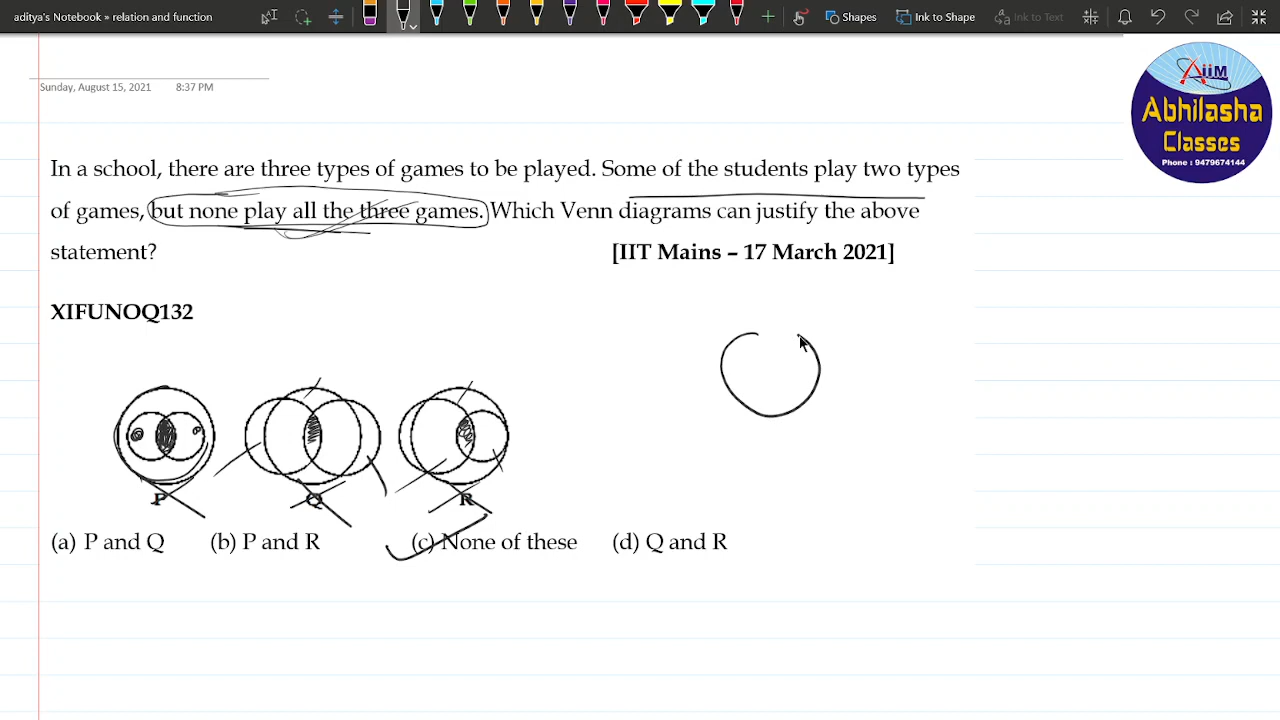 aditya's Notebook » relation and function
Shapes
Ink to Shape
Ink to Text
Sunday, August 15, 2021 8:37 PM
AiiM
Abhilasha
Classes
Phone : 9479674144
In a school, there are three types of games to be played. Some of the students play two types
of games, but none play all the three games. Which Venn diagrams can justify the above
statement? [IIT Mains – 17 March 2021]
XIFUNOQ132
P Q R
(a) P and Q (b) P and R (c) None of these (d) Q and R